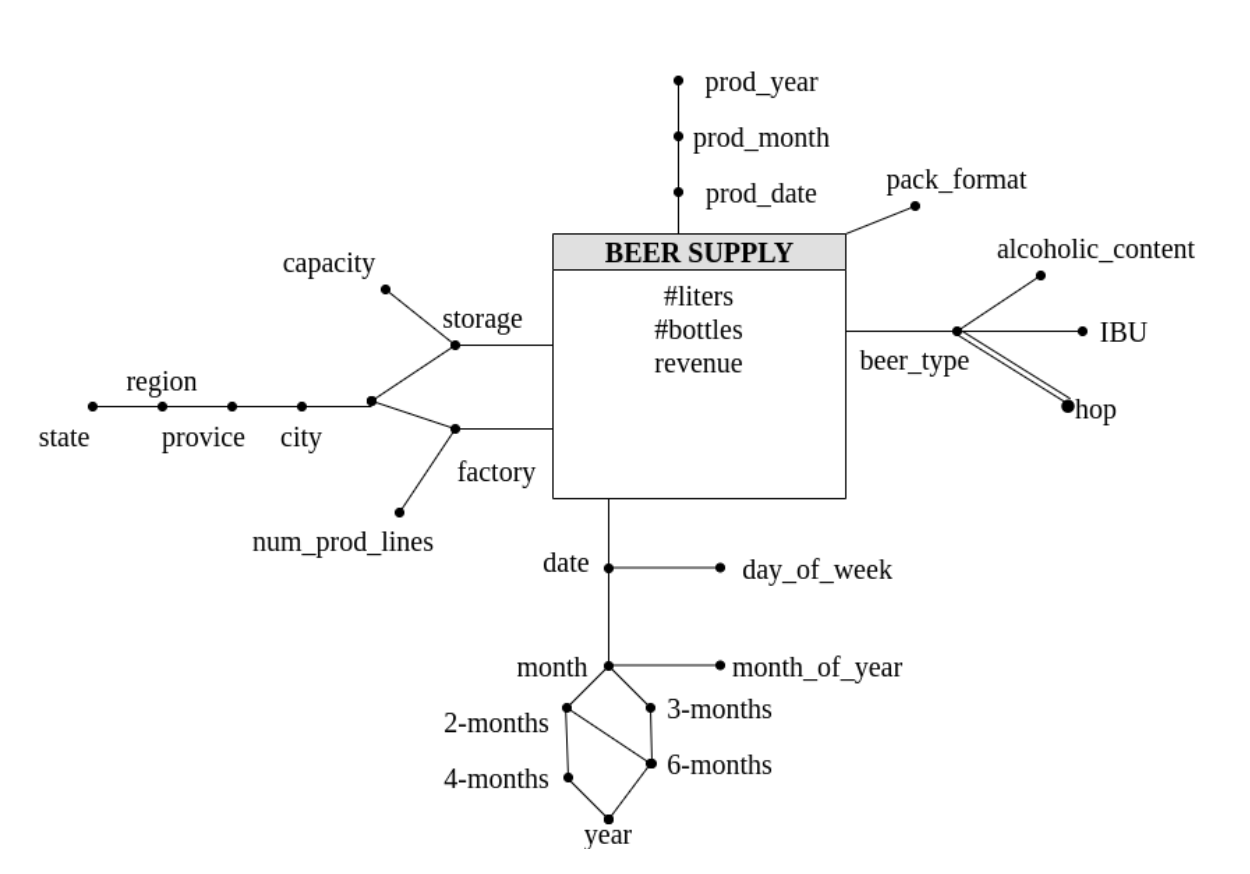 prod_year
prod_month
prod_date
pack_format
BEER SUPPLY
alcoholic_content
capacity
#liters
storage
#bottles
IBU
revenue
beer_type
region
hop
state
provice
city
factory
num_prod_lines
date
day_of_week
month
month_of_year
2-months
3-months
4-months
6-months
year